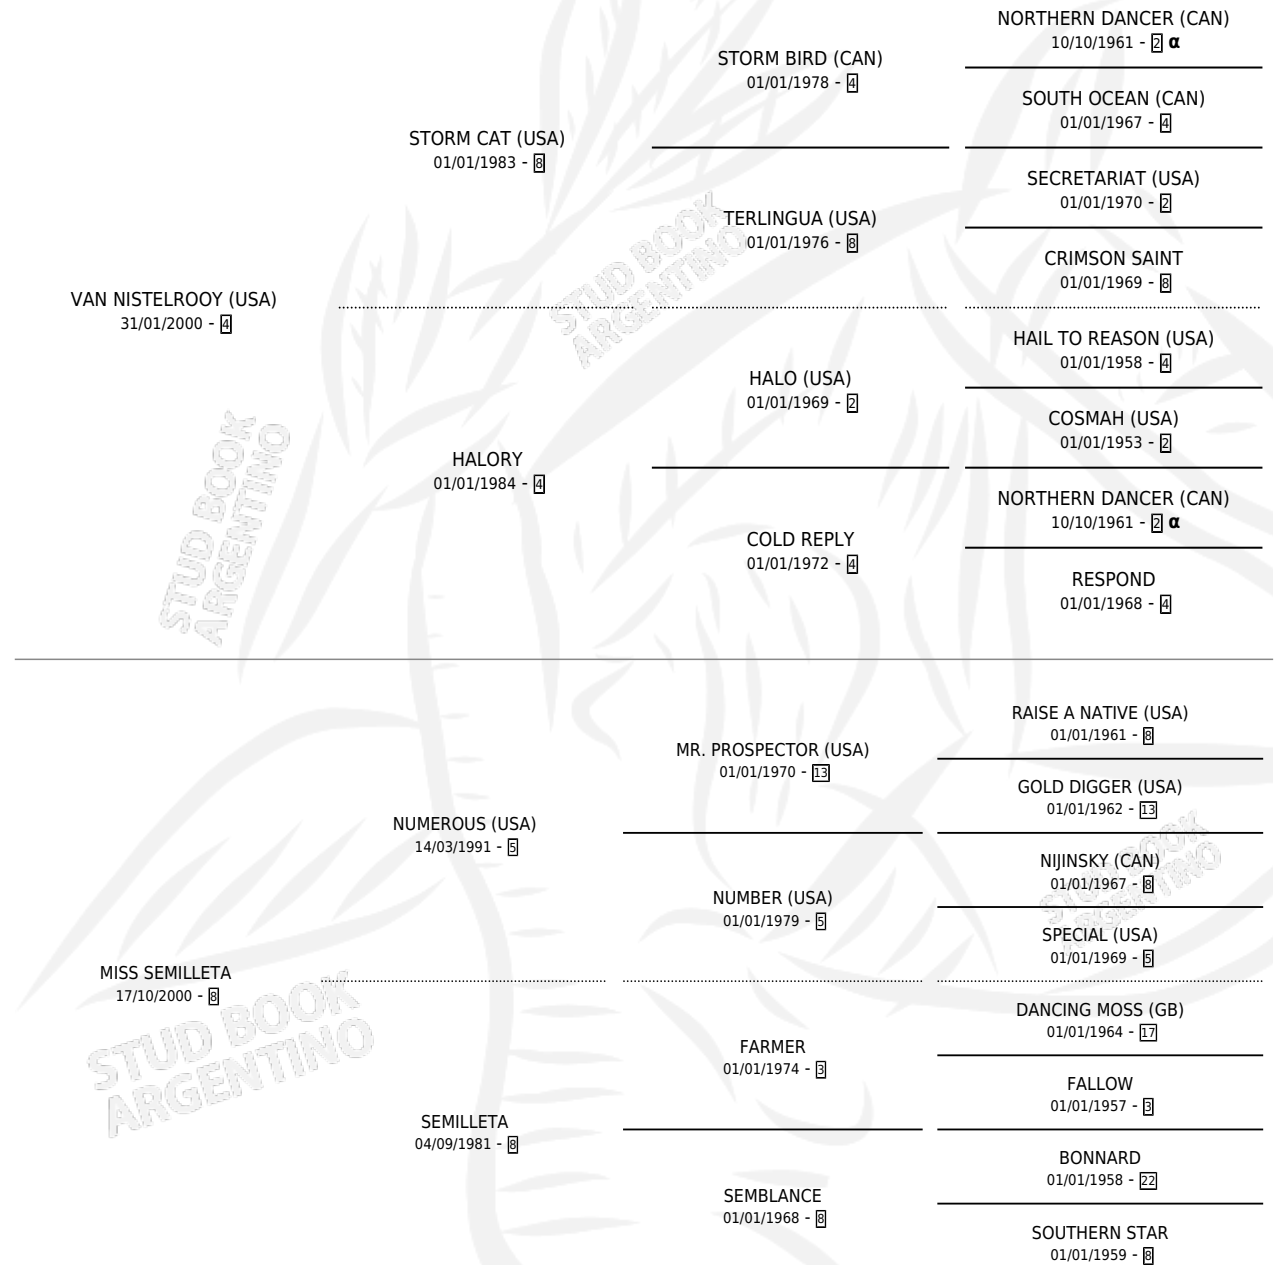 NORTHERN DANCER (CAN)
10/10/1961 - 2 α
STORM BIRD (CAN)
01/01/1978 - 4
SOUTH OCEAN (CAN)
01/01/1967 - 4
STORM CAT (USA)
01/01/1983 - 8
SECRETARIAT (USA)
01/01/1970 - 2
TERLINGUA (USA)
01/01/1976 - 8
CRIMSON SAINT
01/01/1969 - 8
VAN NISTELROOY (USA)
31/01/2000 - 4
HAIL TO REASON (USA)
01/01/1958 - 4
HALO (USA)
01/01/1969 - 2
COSMAH (USA)
01/01/1953 - 2
HALORY
01/01/1984 - 4
NORTHERN DANCER (CAN)
10/10/1961 - 2 α
COLD REPLY
01/01/1972 - 4
RESPOND
01/01/1968 - 4
RAISE A NATIVE (USA)
01/01/1961 - 8
MR. PROSPECTOR (USA)
01/01/1970 - 13
GOLD DIGGER (USA)
01/01/1962 - 13
NUMEROUS (USA)
14/03/1991 - 5
NIJINSKY (CAN)
01/01/1967 - 8
NUMBER (USA)
01/01/1979 - 5
SPECIAL (USA)
01/01/1969 - 5
MISS SEMILLETA
17/10/2000 - 8
DANCING MOSS (GB)
01/01/1964 - 17
FARMER
01/01/1974 - 3
FALLOW
01/01/1957 - 3
SEMILLETA
04/09/1981 - 8
BONNARD
01/01/1958 - 22
SEMBLANCE
01/01/1968 - 8
SOUTHERN STAR
01/01/1959 - 8
STUD BOOK
ARGENTINO
STUD BOOK
ARGENTINO
STUD BOOK
ARGENTINO
STUD BOOK
ARGENTINO